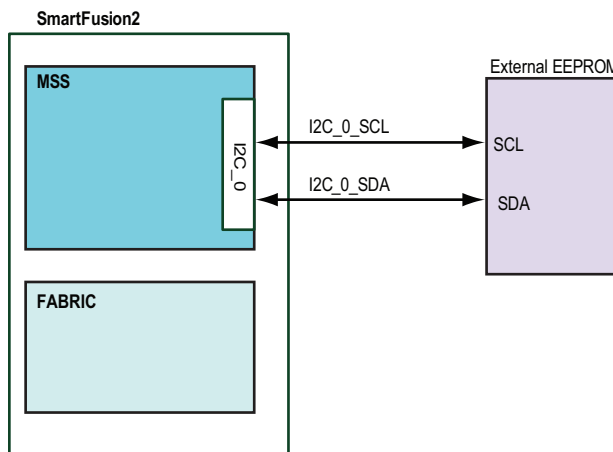 SmartFusion2
MSS
I2C_0
I2C_0_SCL
I2C_0_SDA
External EEPROM
SCL
SDA
FABRIC